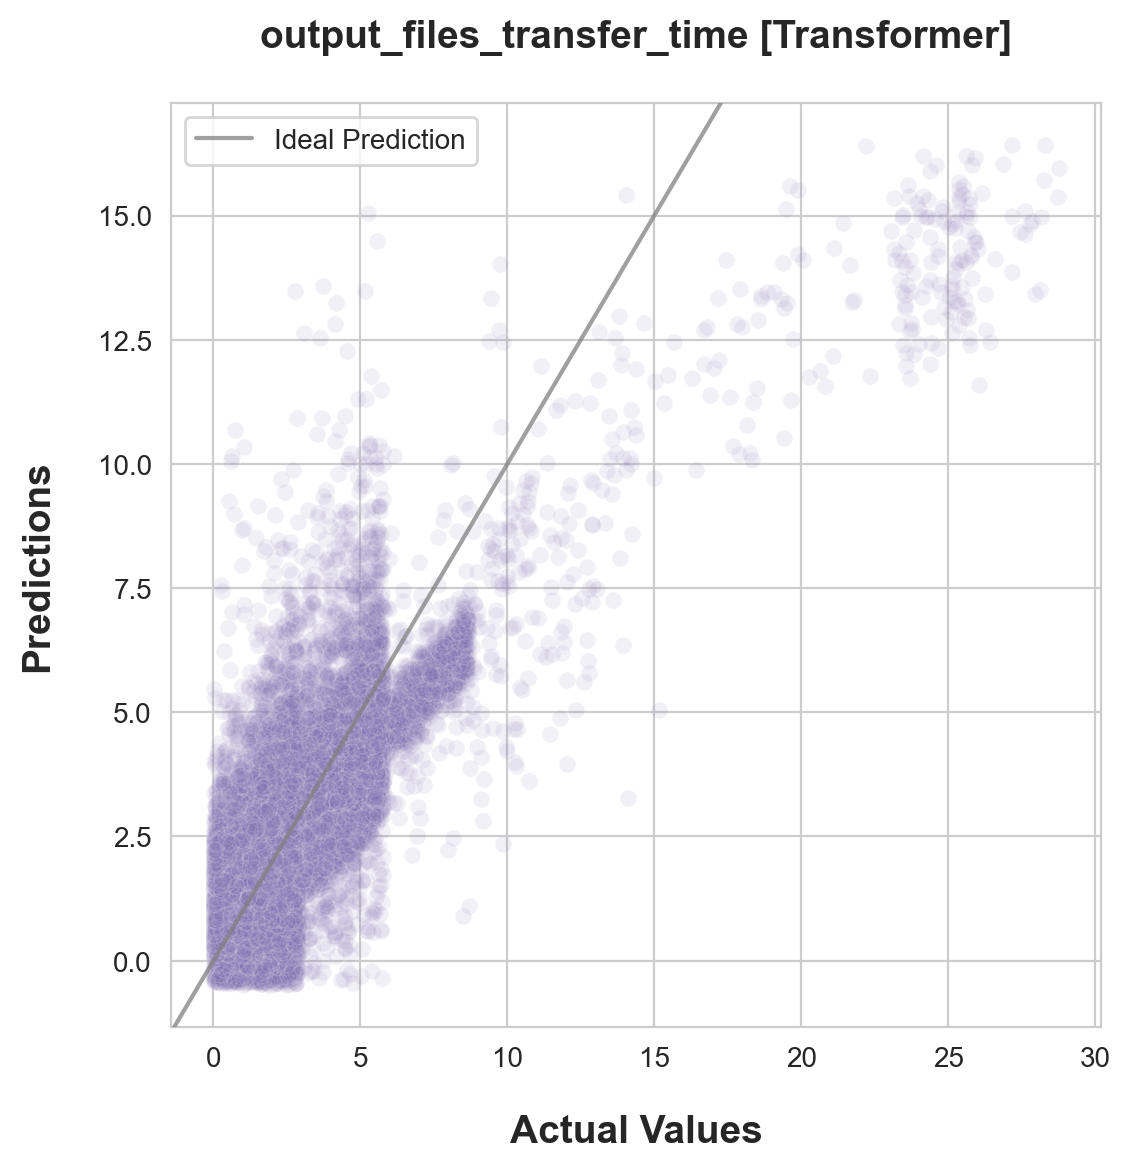 output_files_transfer_time [Transformer]
Ideal Prediction
15.0
12.5
10.0
7.5
5.0
2.5
0.0
Predictions
0 5 10 15 20 25 30
Actual Values